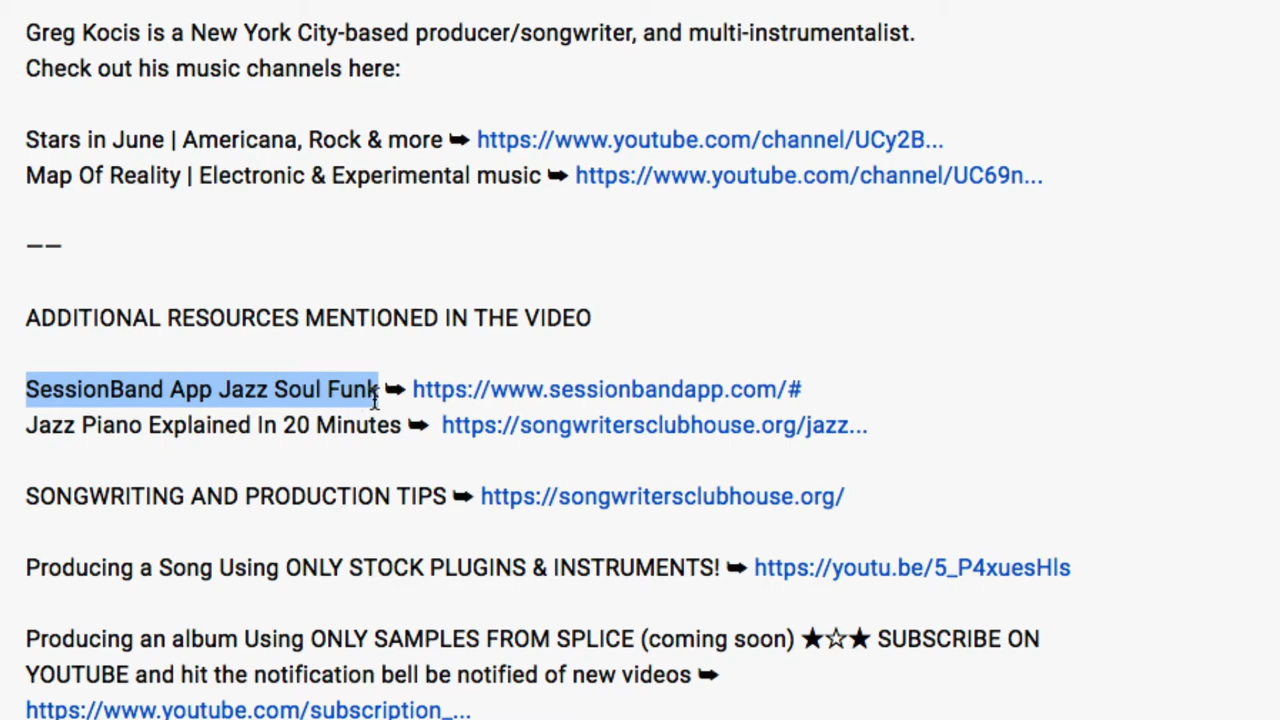 Greg Kocis is a New York City-based producer/songwriter, and multi-instrumentalist.
Check out his music channels here:
Stars in June | Americana, Rock & more ➥ https://www.youtube.com/channel/UCy2B...
Map Of Reality | Electronic & Experimental music ➥ https://www.youtube.com/channel/UC69n...
——
ADDITIONAL RESOURCES MENTIONED IN THE VIDEO
SessionBand App Jazz Soul Funk ➥ https://www.sessionbandapp.com/#
Jazz Piano Explained In 20 Minutes ➥ https://songwritersclubhouse.org/jazz...
SONGWRITING AND PRODUCTION TIPS ➥ https://songwritersclubhouse.org/
Producing a Song Using ONLY STOCK PLUGINS & INSTRUMENTS! ➥ https://youtu.be/5_P4xuesHls
Producing an album Using ONLY SAMPLES FROM SPLICE (coming soon) ★☆★ SUBSCRIBE ON
YOUTUBE and hit the notification bell be notified of new videos ➥
https://www.youtube.com/subscription_...